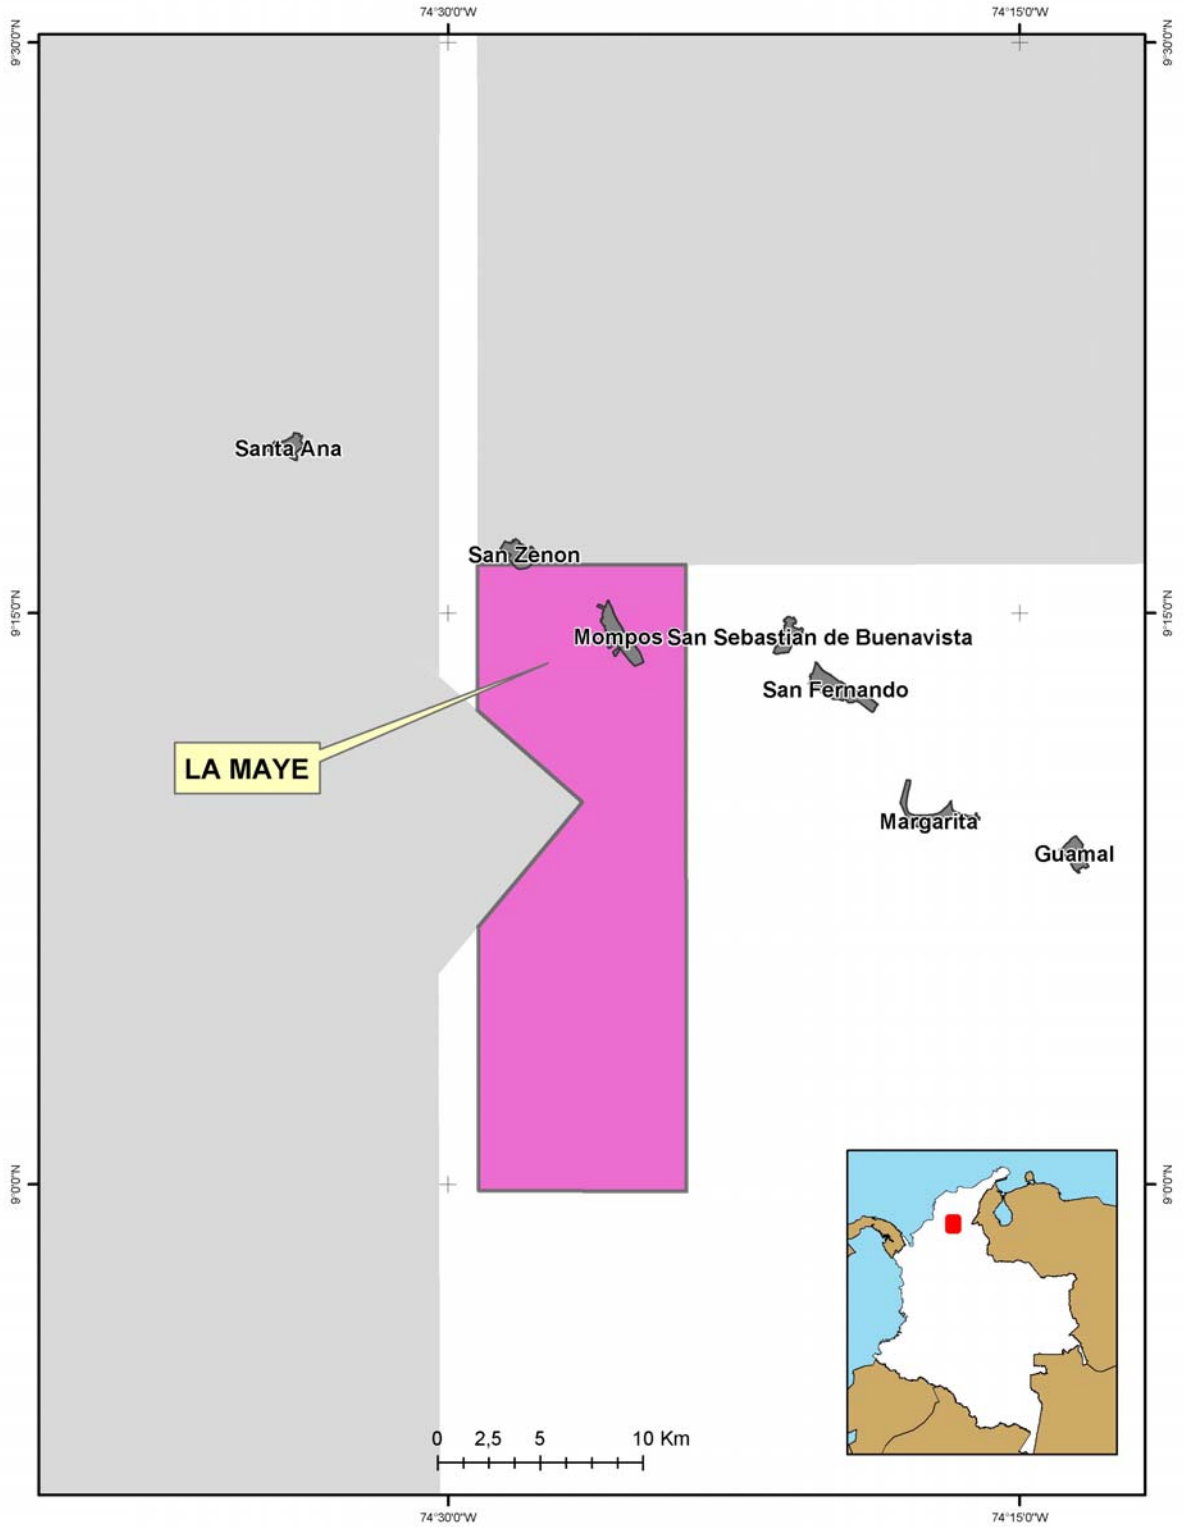 74°30'0"W 74°15'0"W
9°30'0"N 9°30'0"N
Santa Ana
San Zenon
9°15'0"N 9°15'0"N
Mompos San Sebastian de Buenavista
San Fernando
LA MAYE
Margarita
Guamal
9°0'0"N 9°0'0"N
0 2,5 5 10 Km
74°30'0"W 74°15'0"W